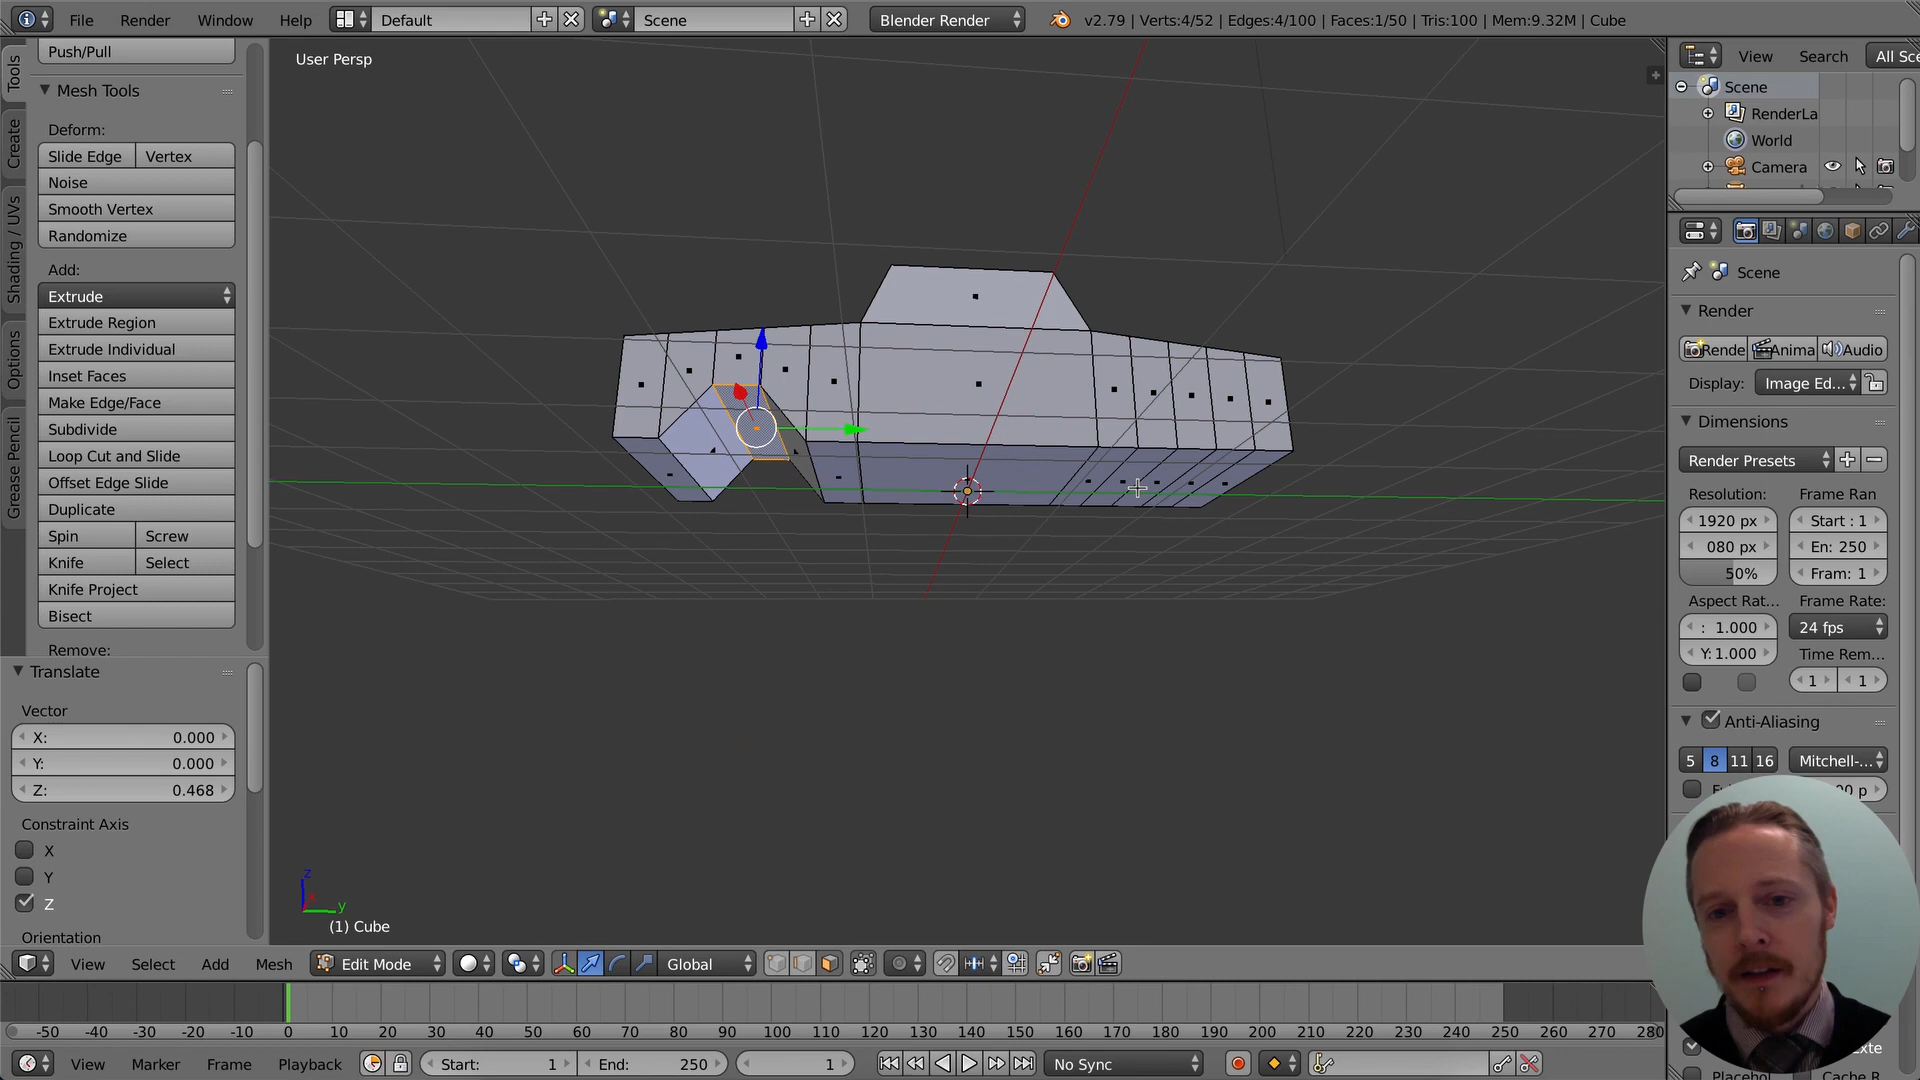 File Render Window Help Default Scene Blender Render v2.79 | Verts:4/52 | Edges:4/100 | Faces:1/50 | Tris:100 | Mem:9.32M | Cube
Push/Pull
Mesh Tools
Deform:
Slide Edge Vertex
Noise
Smooth Vertex
Randomize
Add:
Extrude
Extrude Region
Extrude Individual
Inset Faces
Make Edge/Face
Subdivide
Loop Cut and Slide
Offset Edge Slide
Duplicate
Spin Screw
Knife Select
Knife Project
Bisect
Remove:
Translate
Vector
X: 0.000
Y: 0.000
Z: 0.468
Constraint Axis
X
Y
Z
Orientation
Tools
Create
Shading / UVs
Options
Grease Pencil
User Persp
z
y
(1) Cube
View Search All Sce
Scene
RenderLa
World
Camera
Scene
Render
Rende Anima Audio
Display: Image Ed...
Dimensions
Render Presets
Resolution: Frame Ran
1920 px Start : 1
080 px En: 250
50% Fram: 1
Aspect Rat... Frame Rate:
: 1.000 24 fps
Y: 1.000 Time Rem...
1 1
Anti-Aliasing
5 8 11 16 Mitchell-...
View Select Add Mesh Edit Mode Global
-50 -40 -30 -20 -10 0 10 20 30 40 50 60 70 80 90 100 110 120 130 140 150 160 170 180 190 200 210 220 230 240 250 260 270 280
View Marker Frame Playback Start: 1 End: 250 1 No Sync